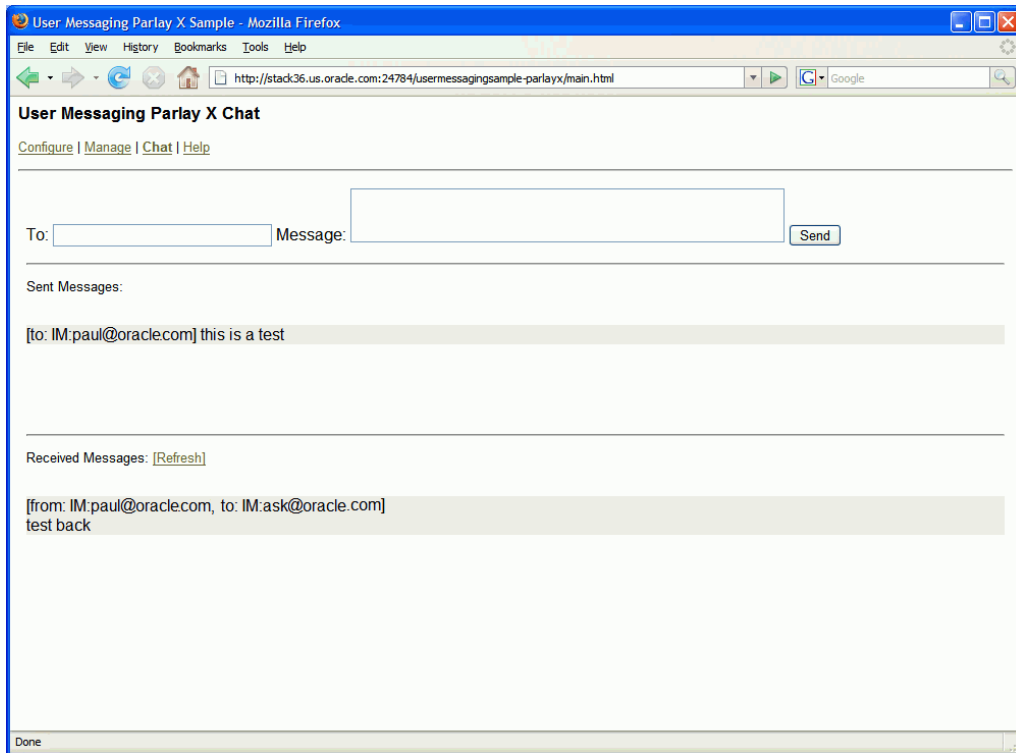 User Messaging Parlay X Sample - Mozilla Firefox
File Edit View History Bookmarks Tools Help
http://stack36.us.oracle.com:24784/usermessagingsample-parlayx/main.html G Google
User Messaging Parlay X Chat
Configure | Manage | Chat | Help
To: Message: Send
Sent Messages:
[to: IM:paul@oracle.com] this is a test
Received Messages: [Refresh]
[from: IM:paul@oracle.com, to: IM:ask@oracle.com]
test back
Done